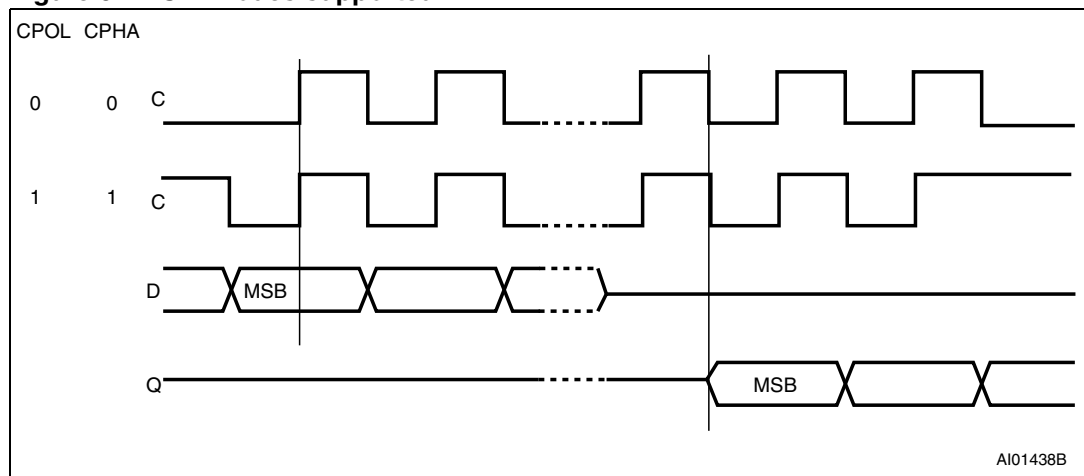 CPOL CPHA
0 0 C
1 1 C
D MSB
Q MSB
AI01438B